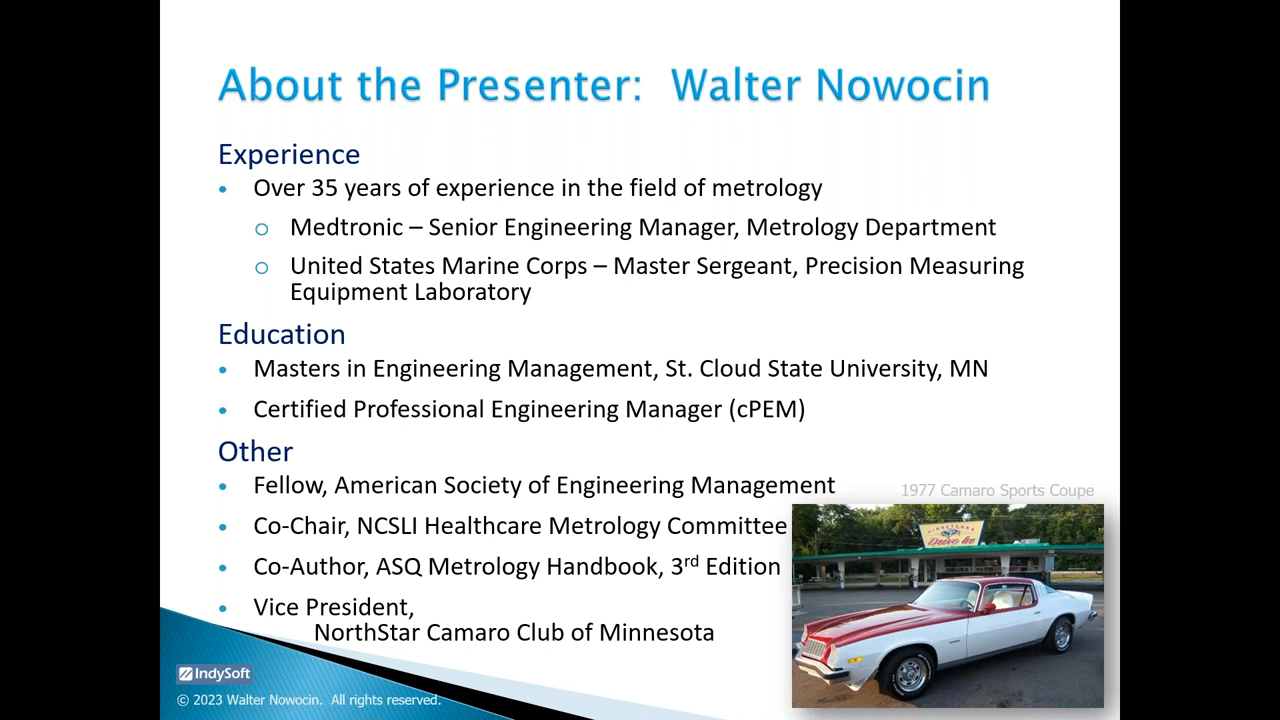 About the Presenter:  Walter Nowocin
Experience
• Over 35 years of experience in the field of metrology
o Medtronic – Senior Engineering Manager, Metrology Department
o United States Marine Corps – Master Sergeant, Precision Measuring
Equipment Laboratory
Education
• Masters in Engineering Management, St. Cloud State University, MN
• Certified Professional Engineering Manager (cPEM)
Other
• Fellow, American Society of Engineering Management
1977 Camaro Sports Coupe
• Co-Chair, NCSLI Healthcare Metrology Committee
• Co-Author, ASQ Metrology Handbook, 3rd Edition
• Vice President,
NorthStar Camaro Club of Minnesota
MINNETONKA
Drive In
IndySoft
© 2023 Walter Nowocin.  All rights reserved.